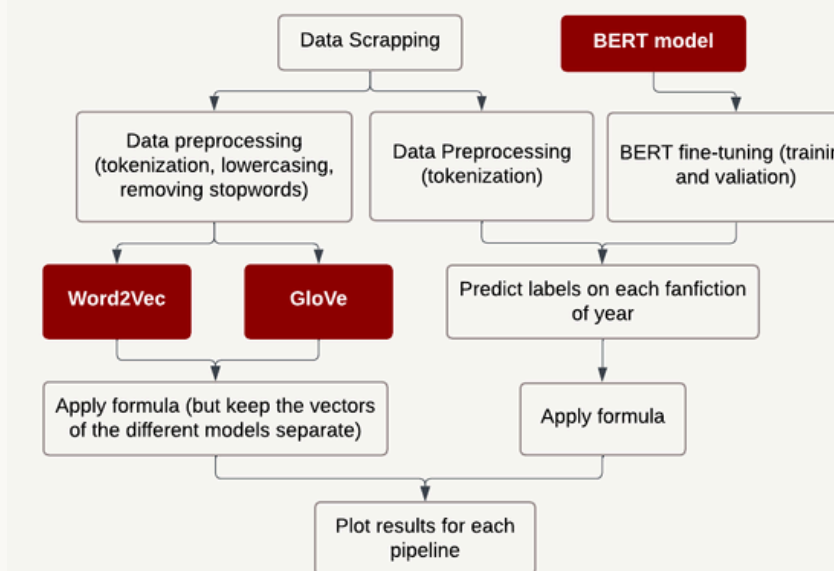 Data Scrapping
BERT model
Data preprocessing
(tokenization, lowercasing,
removing stopwords)
Data Preprocessing
(tokenization)
BERT fine-tuning (trainin
and valiation)
Word2Vec
GloVe
Predict labels on each fanfiction
of year
Apply formula (but keep the vectors
of the different models separate)
Apply formula
Plot results for each
pipeline